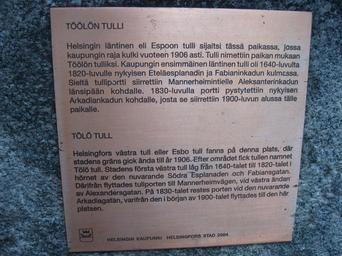 TÖÖLÖN TULLI
Helsingin läntinen eli Espoon tulli sijaitsi tässä paikassa, jossa
kaupungin raja kulki vuoteen 1906 asti. Tulli nimettiin paikan mukaan
Töölön tulliksi. Kaupungin ensimmäinen läntinen tulli oli 1640-luvulta
1820-luvulle nykyisen Eteläesplanadin ja Fabianinkadun kulmassa.
Sieltä tulliportti siirrettiin Mannerheimintielle Aleksanterinkadun
länsipään kohdalle. 1830-luvulla portti pystytettiin nykyisen
Arkadiankadun kohdalle, josta se siirrettiin 1900-luvun alussa tälle
paikalle.
TÖLÖ TULL
Helsingfors västra tull eller Esbo tull fanns på denna plats, där
stadens gräns gick ända till år 1906. Efter området fick tullen namnet
Tölö tull. Stadens första västra tull låg från 1640-talet till 1820-talet i
hörnet av den nuvarande Södra Esplanaden och Fabiansgatan.
Därifrån flyttades tullporten till Mannerheimvägen, vid västra ändan
av Alexandersgatan. På 1830-talet restes porten vid den nuvarande
Arkadiagatan, varifrån den i början av 1900-talet flyttades till den här
platsen.
HELSINGIN KAUPUNKI HELSINGFORS STAD 2004